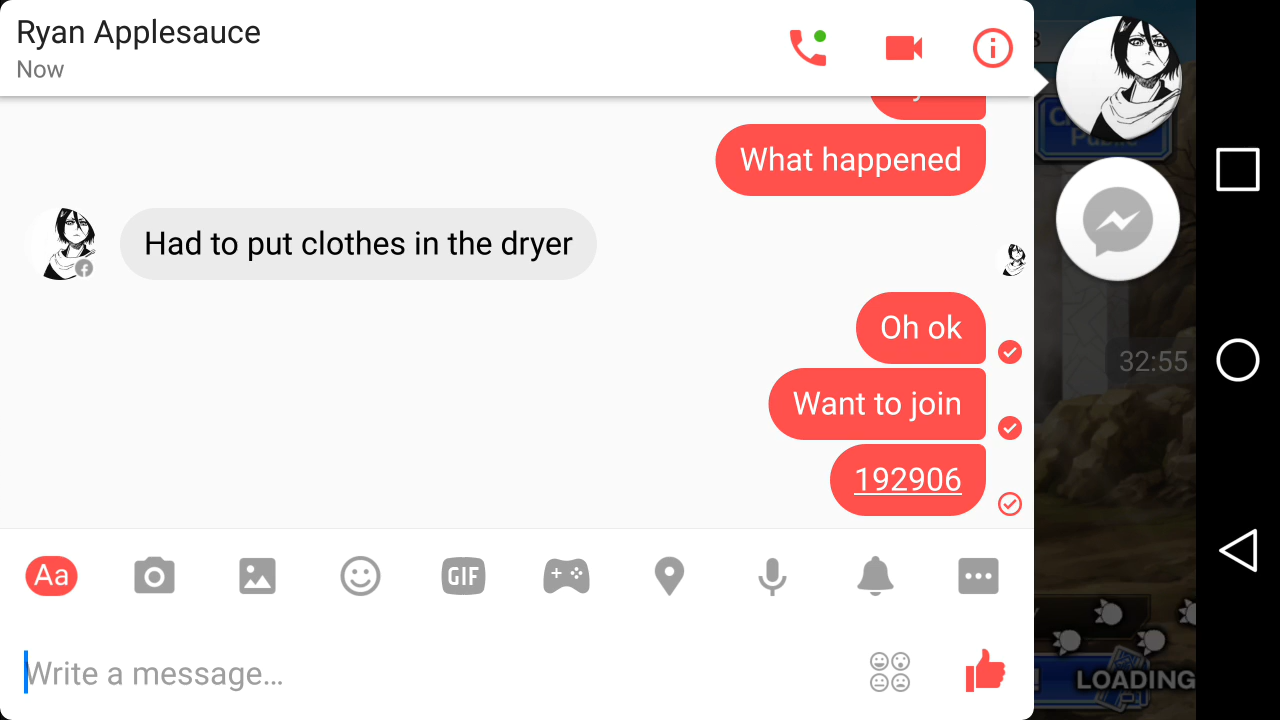 Ryan Applesauce
Now
What happened
Had to put clothes in the dryer
Oh ok
Want to join
192906
32:55
Aa
GIF
Write a message...
LOADING